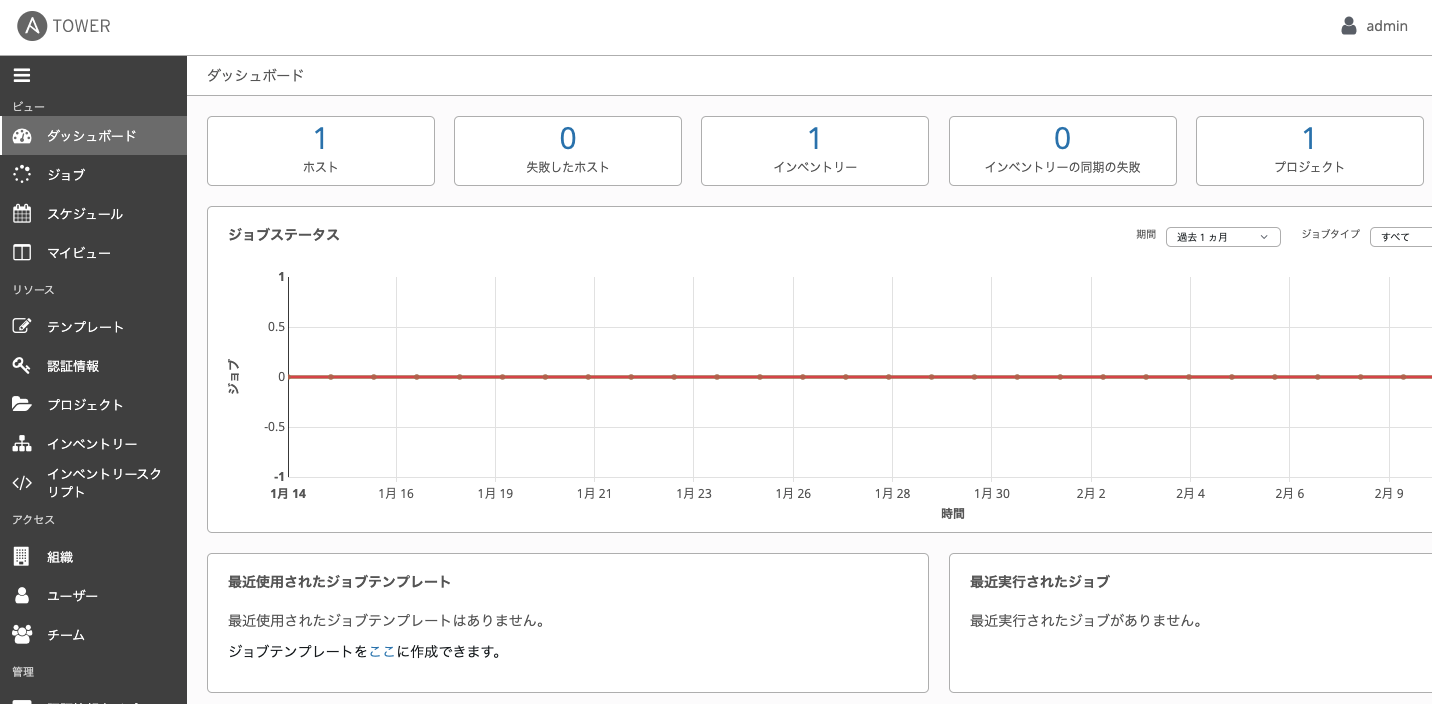 TOWER
admin
ビュー
ダッシュボード
ジョブ
スケジュール
マイビュー
リソース
テンプレート
認証情報
プロジェクト
インベントリー
インベントリースク
リプト
アクセス
組織
ユーザー
チーム
管理
ダッシュボード
1
ホスト
0
失敗したホスト
1
インベントリー
0
インベントリーの同期の失敗
1
プロジェクト
ジョブステータス
期間
過去 1 ヵ月
ジョブタイプ
すべて
ジョブ
1
0.5
0
-0.5
-1
1月 14
1月 16
1月 19
1月 21
1月 23
1月 26
1月 28
1月 30
2月 2
2月 4
2月 6
2月 9
時間
最近使用されたジョブテンプレート
最近使用されたジョブテンプレートはありません。
ジョブテンプレートをここに作成できます。
最近実行されたジョブ
最近実行されたジョブがありません。